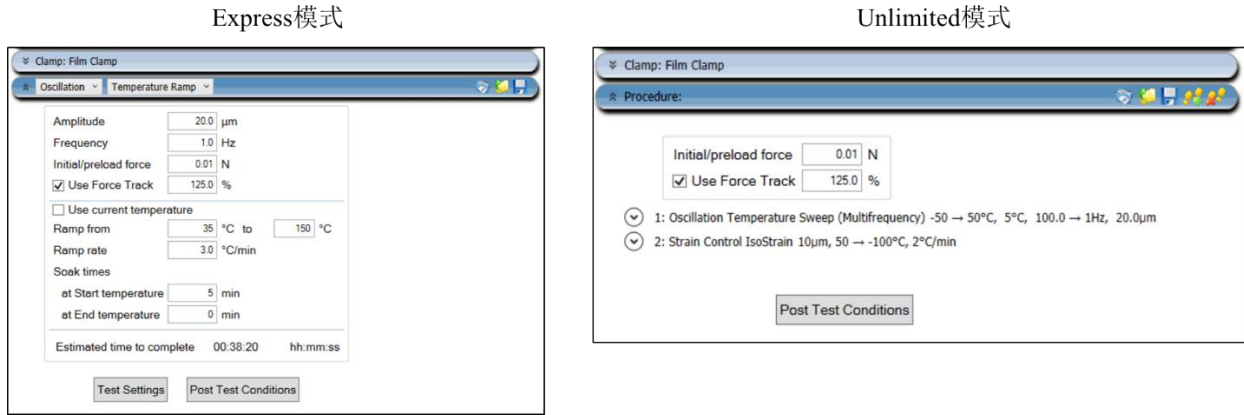 Express模式
Clamp: Film Clamp
Oscillation Temperature Ramp
Amplitude 20.0 μm
Frequency 1.0 Hz
Initial/preload force 0.01 N
Use Force Track 125.0 %
Use current temperature
Ramp from 35 °C to 150 °C
Ramp rate 3.0 °C/min
Soak times
at Start temperature 5 min
at End temperature 0 min
Estimated time to complete 00:38:20 hh:mm:ss
Test Settings Post Test Conditions
Unlimited模式
Clamp: Film Clamp
Procedure:
Initial/preload force 0.01 N
Use Force Track 125.0 %
1: Oscillation Temperature Sweep (Multifrequency) -50 → 50°C, 5°C, 100.0 → 1Hz, 20.0μm
2: Strain Control IsoStrain 10μm, 50 → -100°C, 2°C/min
Post Test Conditions